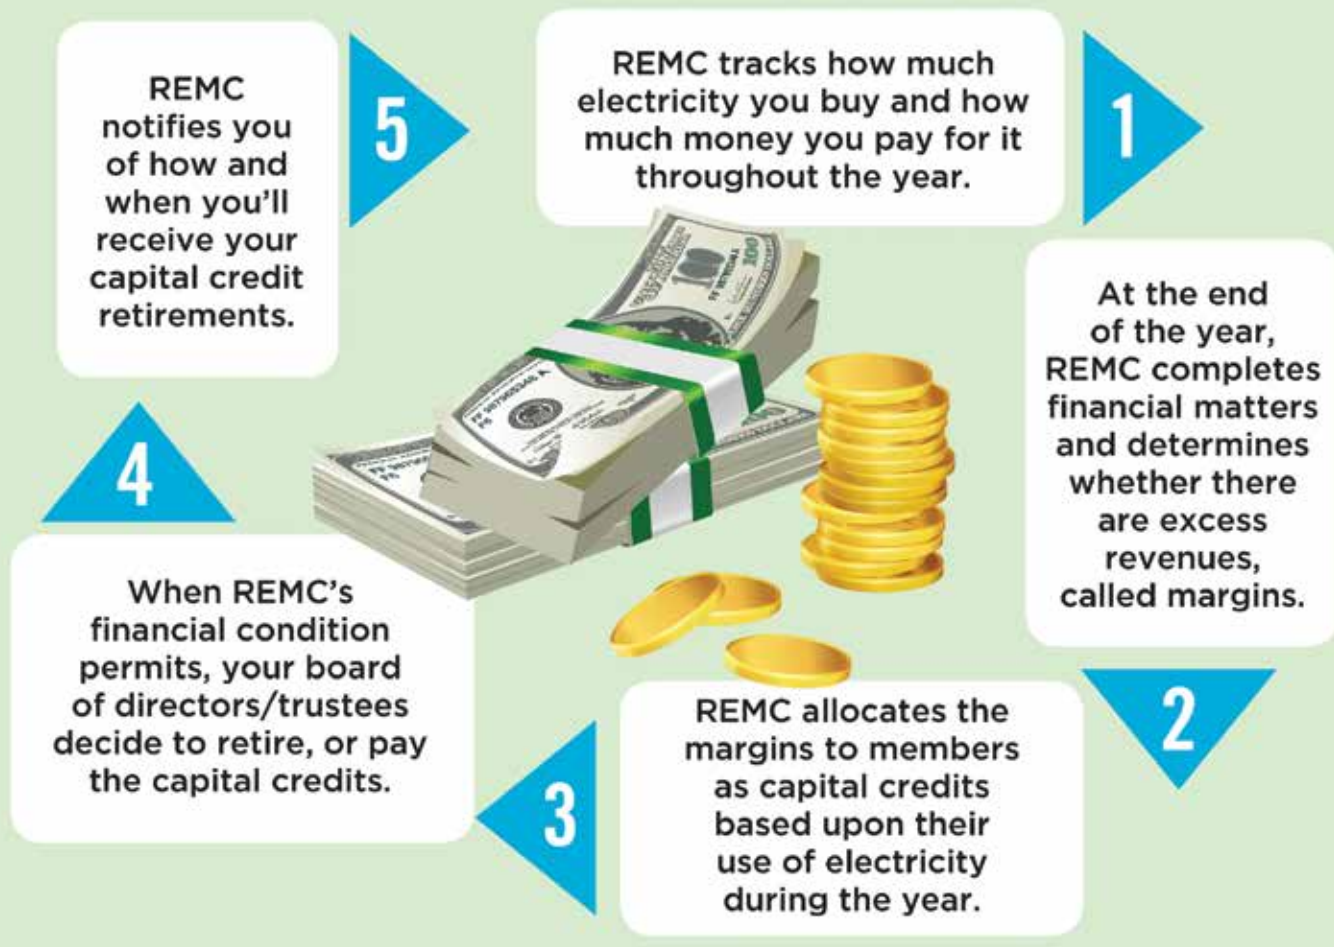 REMC tracks how much
electricity you buy and how
much money you pay for it
throughout the year.
1
At the end
of the year,
REMC completes
financial matters
and determines
whether there
are excess
revenues,
called margins.
2
REMC allocates the
margins to members
as capital credits
based upon their
use of electricity
during the year.
3
When REMC's
financial condition
permits, your board
of directors/trustees
decide to retire, or pay
the capital credits.
4
REMC
notifies you
of how and
when you'll
receive your
capital credit
retirements.
5
100
100